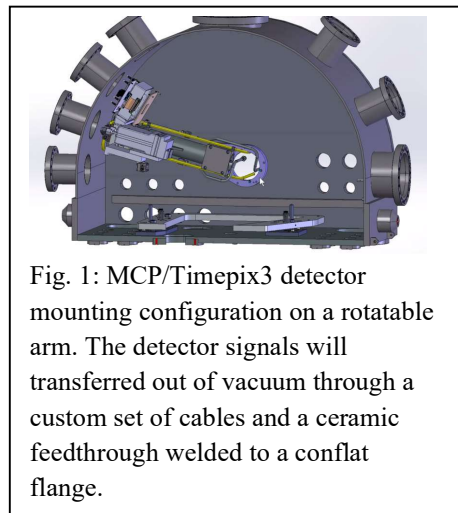 Fig. 1: MCP/Timepix3 detector
mounting configuration on a rotatable
arm. The detector signals will
transferred out of vacuum through a
custom set of cables and a ceramic
feedthrough welded to a conflat
flange.